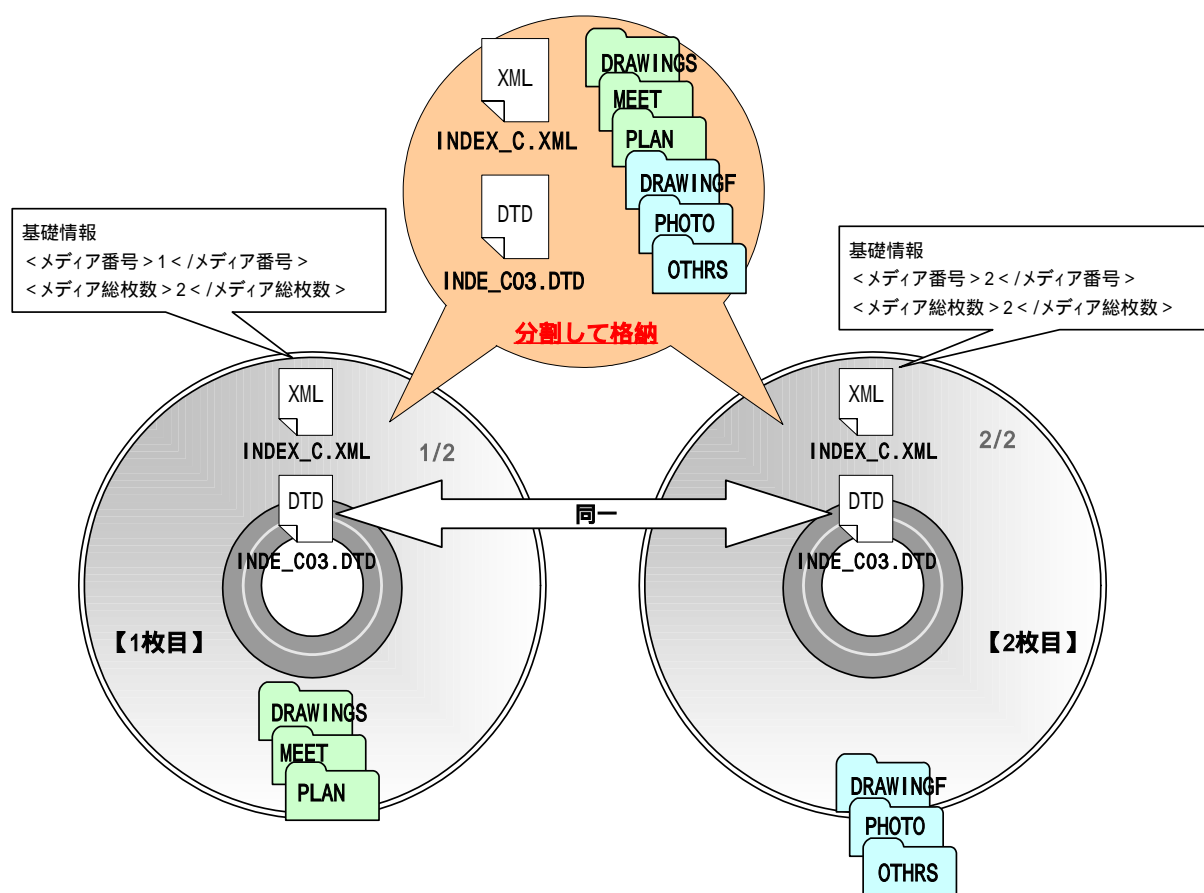 XML
INDEX_C.XML
DTD
INDE_C03.DTD
DRAWINGS
MEET
PLAN
DRAWINGF
PHOTO
OTHRS
分割して格納
基礎情報
<メディア番号>1</メディア番号>
<メディア総枚数>2</メディア総枚数>
基礎情報
<メディア番号>2</メディア番号>
<メディア総枚数>2</メディア総枚数>
XML
INDEX_C.XML
1/2
DTD
INDE_C03.DTD
【1枚目】
DRAWINGS
MEET
PLAN
同一
XML
INDEX_C.XML
2/2
DTD
INDE_C03.DTD
【2枚目】
DRAWINGF
PHOTO
OTHRS